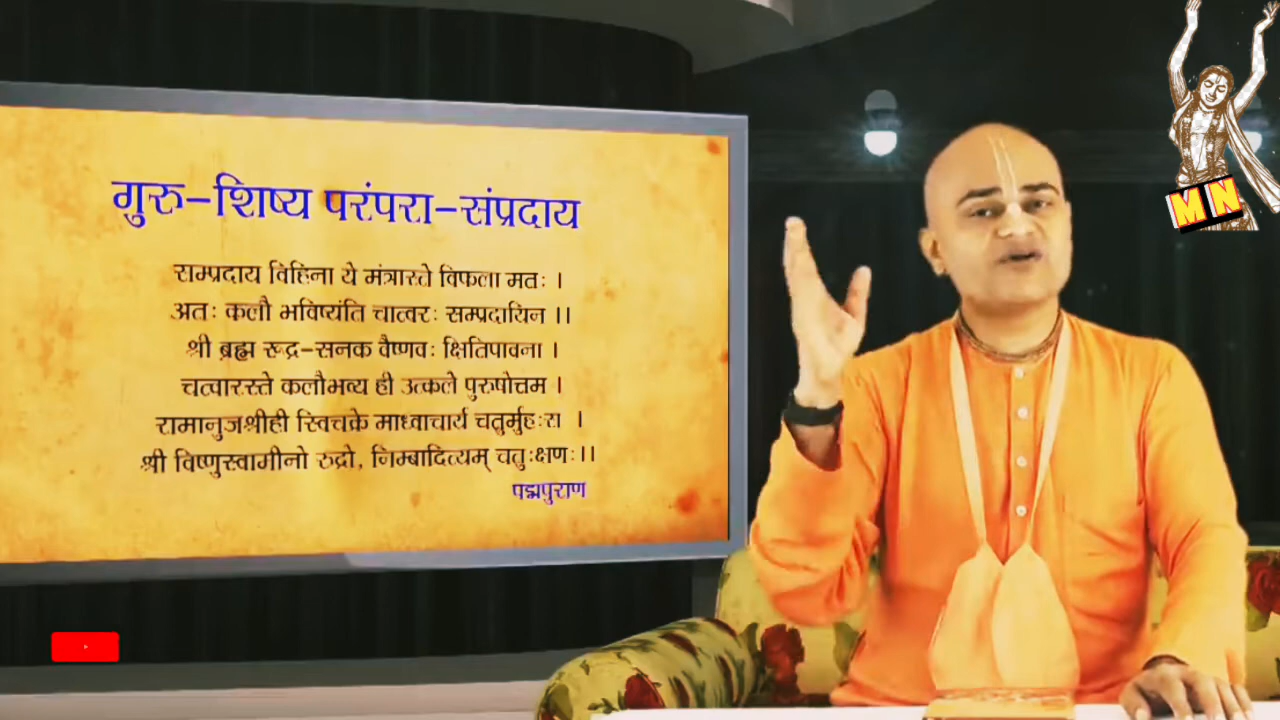 गुरु-शिष्य परंपरा-संप्रदाय
सम्प्रदाय विहिना ये मंत्रास्ते विफला मतः ।
अतः कलौ भविष्यंति चात्वरः सम्प्रदायिन ।।
श्री ब्रह्म रूद्र-सनक वैष्णवः क्षितिपावना ।
चत्वारस्ते कलौभव्य ही उत्कले पुरुषोत्तम ।
रामानुजश्रीही स्विचक्रे माध्वाचार्य चतुर्मुहःस ।
श्री विष्णुस्वामीनो रुद्रो, निम्बादित्यम् चतुःक्षणः।।
पद्मपुराण
MN